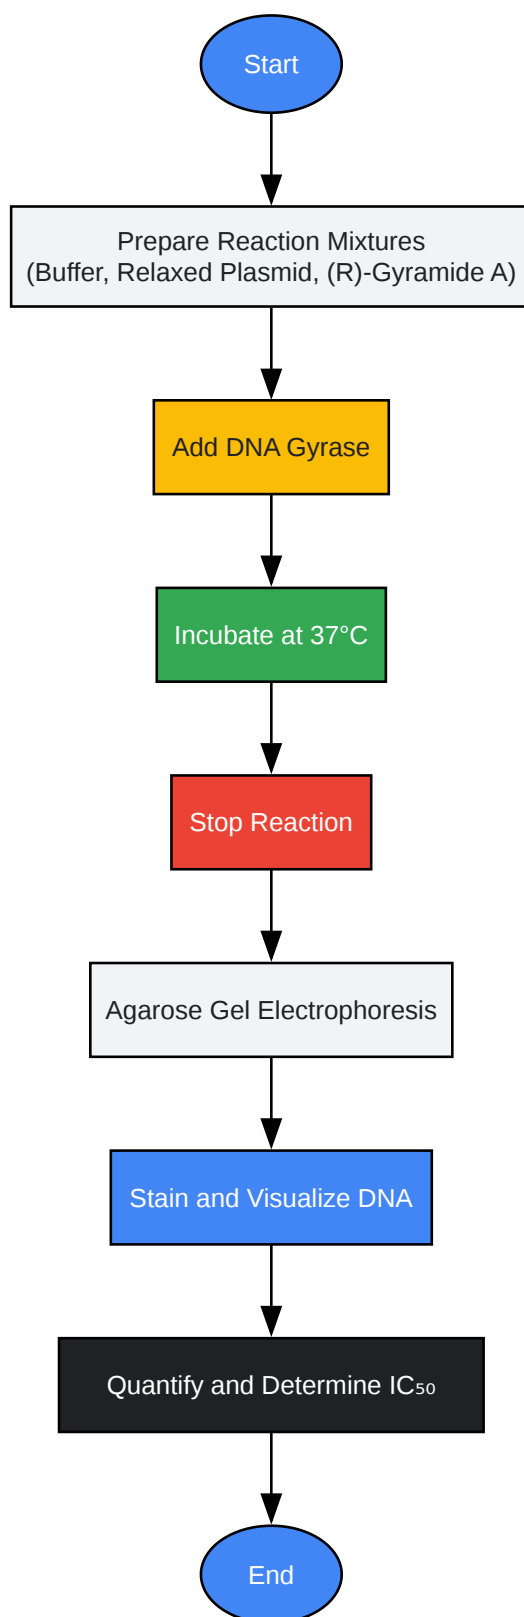 Start
Prepare Reaction Mixtures
(Buffer, Relaxed Plasmid, (R)-Gyramide A)
Add DNA Gyrase
Incubate at 37°C
Stop Reaction
Agarose Gel Electrophoresis
Stain and Visualize DNA
Quantify and Determine IC₅₀
End